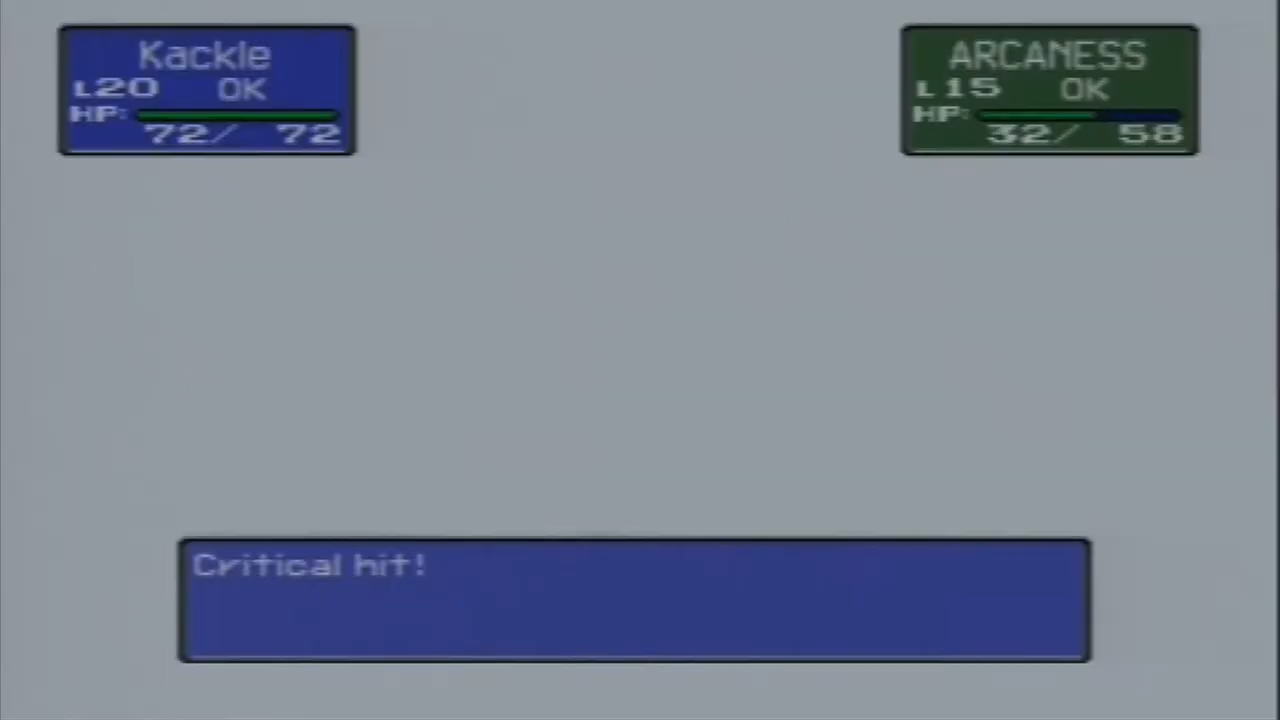 Kackle
L20 OK
HP:
72/ 72
ARCANESS
L15 OK
HP:
32/ 58
Critical hit!